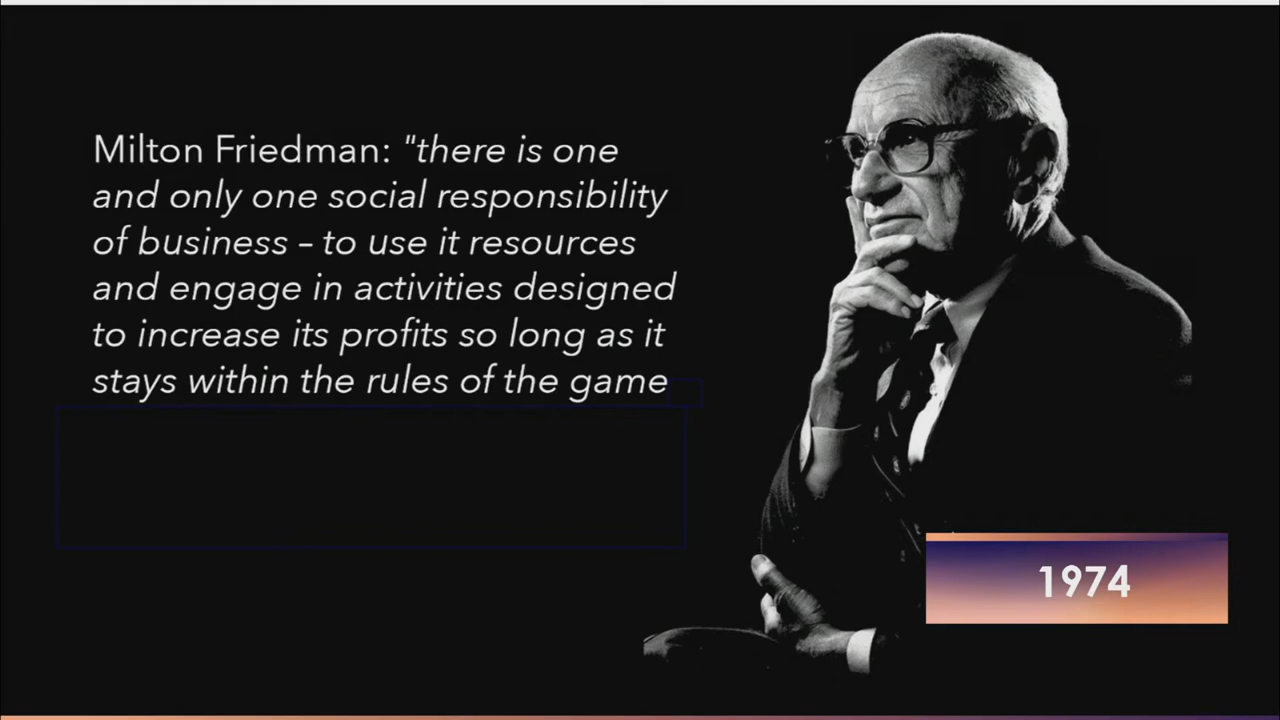 Milton Friedman: "there is one
and only one social responsibility
of business – to use it resources
and engage in activities designed
to increase its profits so long as it
stays within the rules of the game
1974